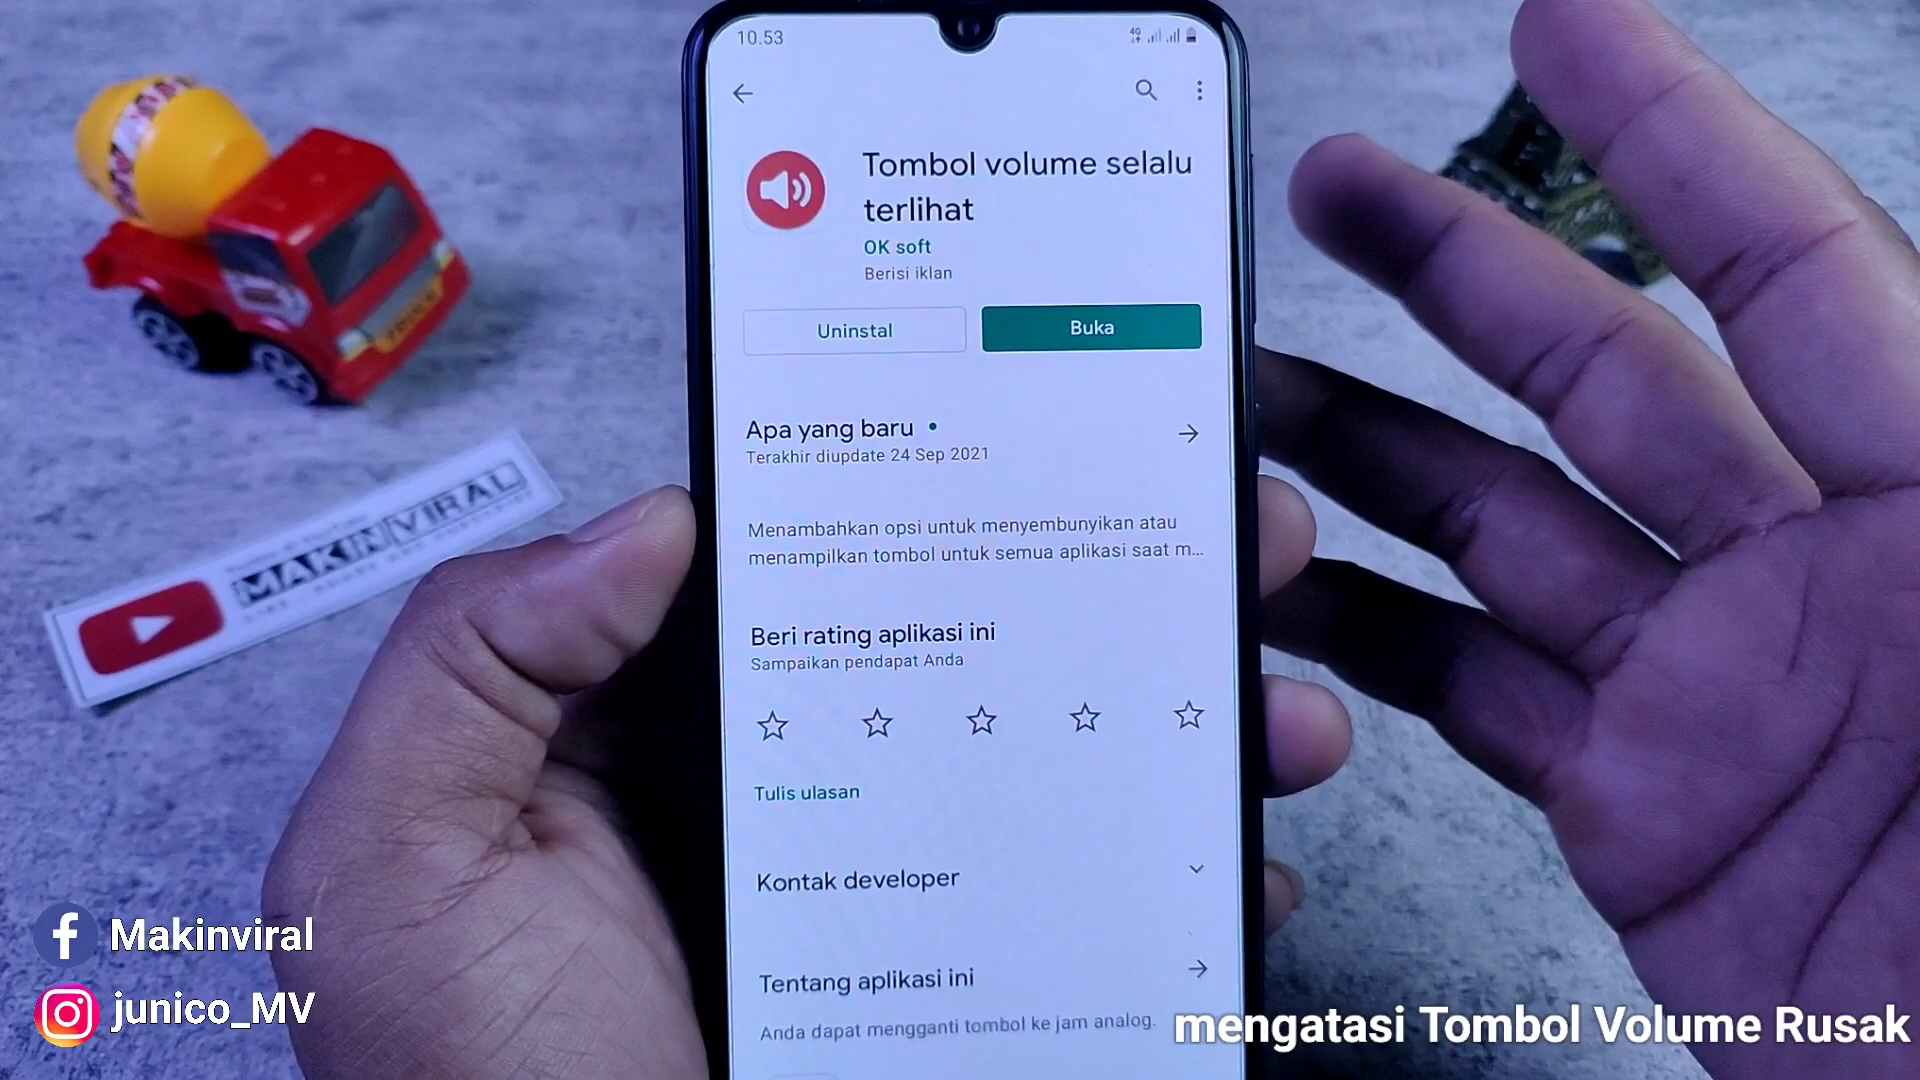 10.53
4G
Tombol volume selalu
terlihat
OK soft
Berisi iklan
Uninstal
Buka
Apa yang baru •
Terakhir diupdate 24 Sep 2021
Menambahkan opsi untuk menyembunyikan atau
menampilkan tombol untuk semua aplikasi saat m...
Beri rating aplikasi ini
Sampaikan pendapat Anda
Tulis ulasan
Kontak developer
Tentang aplikasi ini
Anda dapat mengganti tombol ke jam analog.
MAKIN VIRAL
Makinviral
junico_MV
mengatasi Tombol Volume Rusak